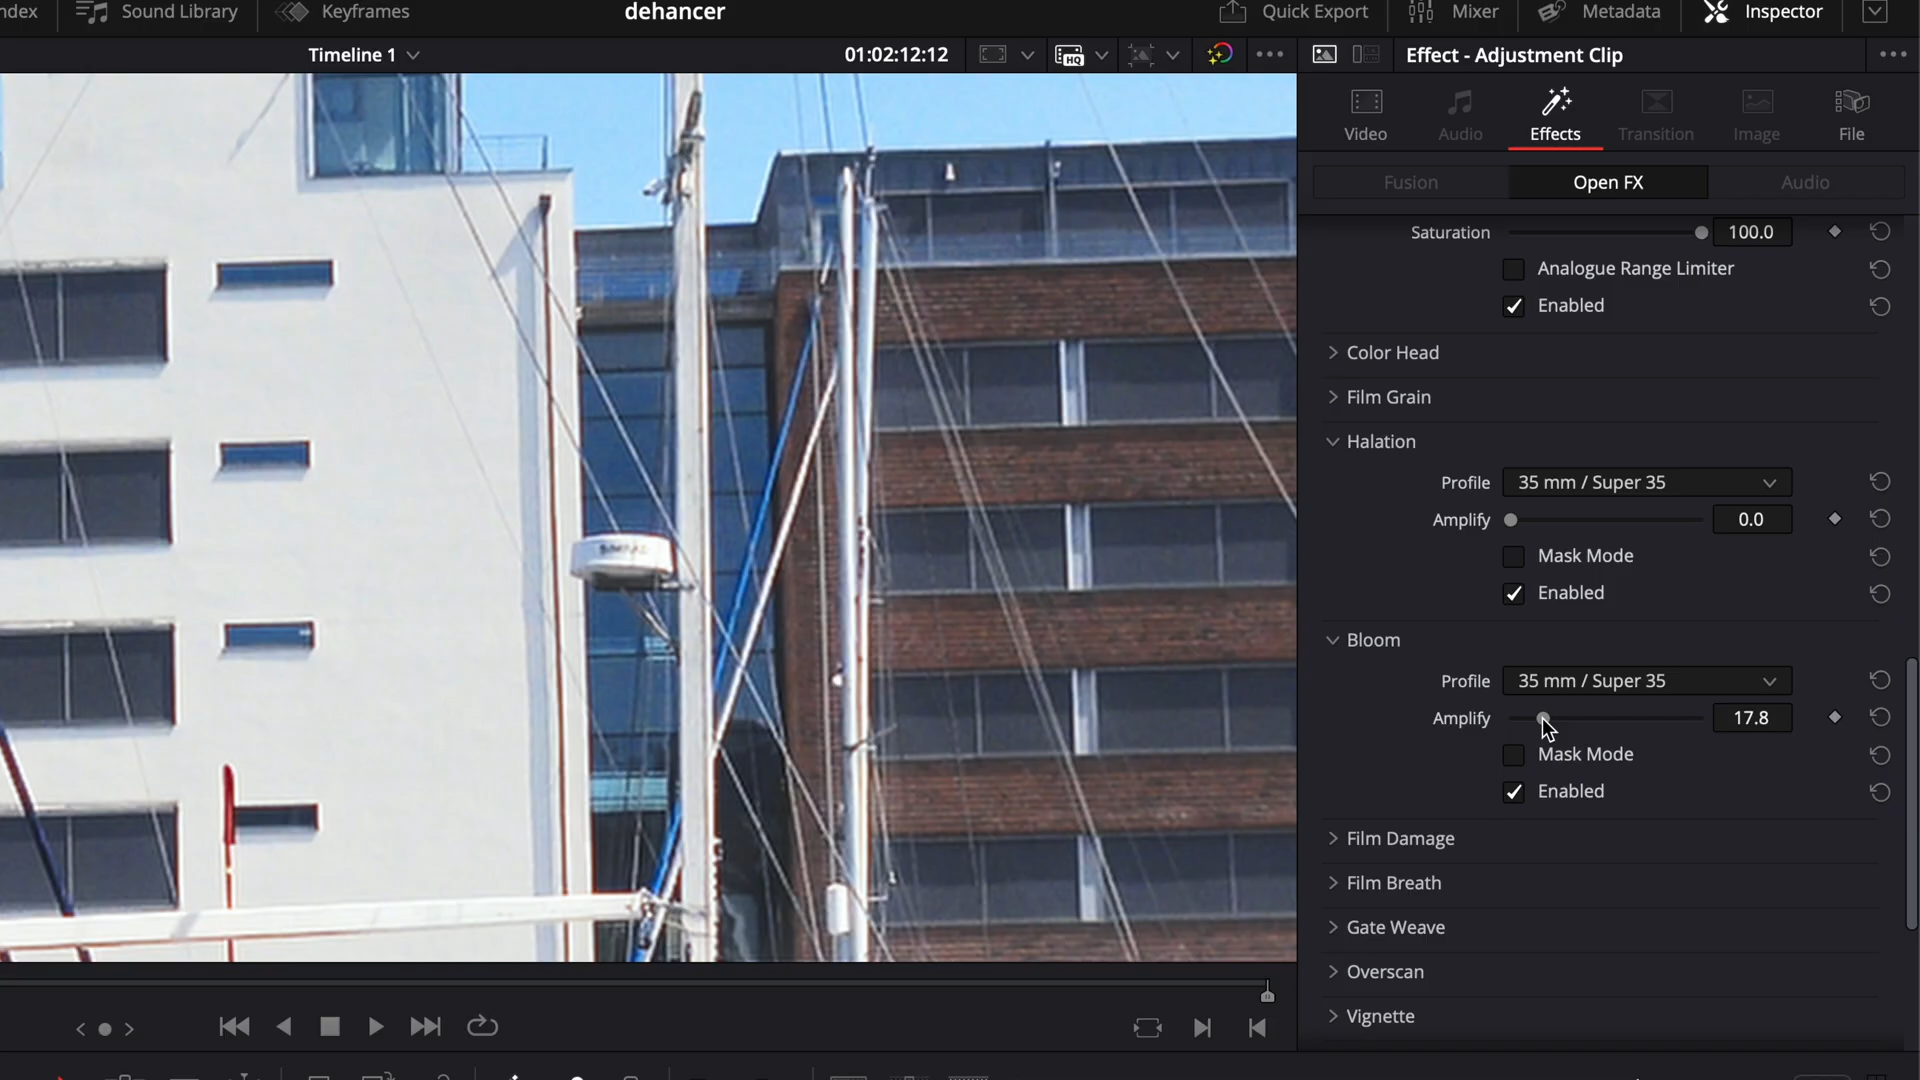 ndex
Sound Library
Keyframes
dehancer
Quick Export
Mixer
Metadata
Inspector
Timeline 1
01:02:12:12
HQ
Effect - Adjustment Clip
Video
Audio
Effects
Transition
Image
File
Fusion
Open FX
Audio
Saturation 100.0
Analogue Range Limiter
Enabled
Color Head
Film Grain
Halation
Profile 35 mm / Super 35
Amplify 0.0
Mask Mode
Enabled
Bloom
Profile 35 mm / Super 35
Amplify 17.8
Mask Mode
Enabled
Film Damage
Film Breath
Gate Weave
Overscan
Vignette
SIMRAD